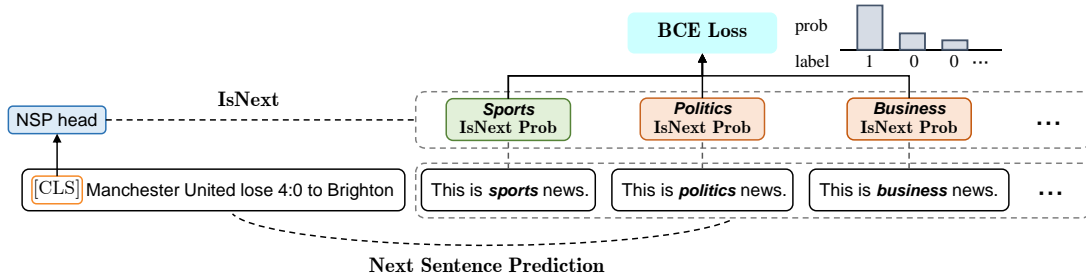 BCE Loss
prob
label 1 0 0 ...
IsNext
NSP head
Sports
IsNext Prob
Politics
IsNext Prob
Business
IsNext Prob
...
[CLS] Manchester United lose 4:0 to Brighton
This is sports news.
This is politics news.
This is business news.
...
Next Sentence Prediction